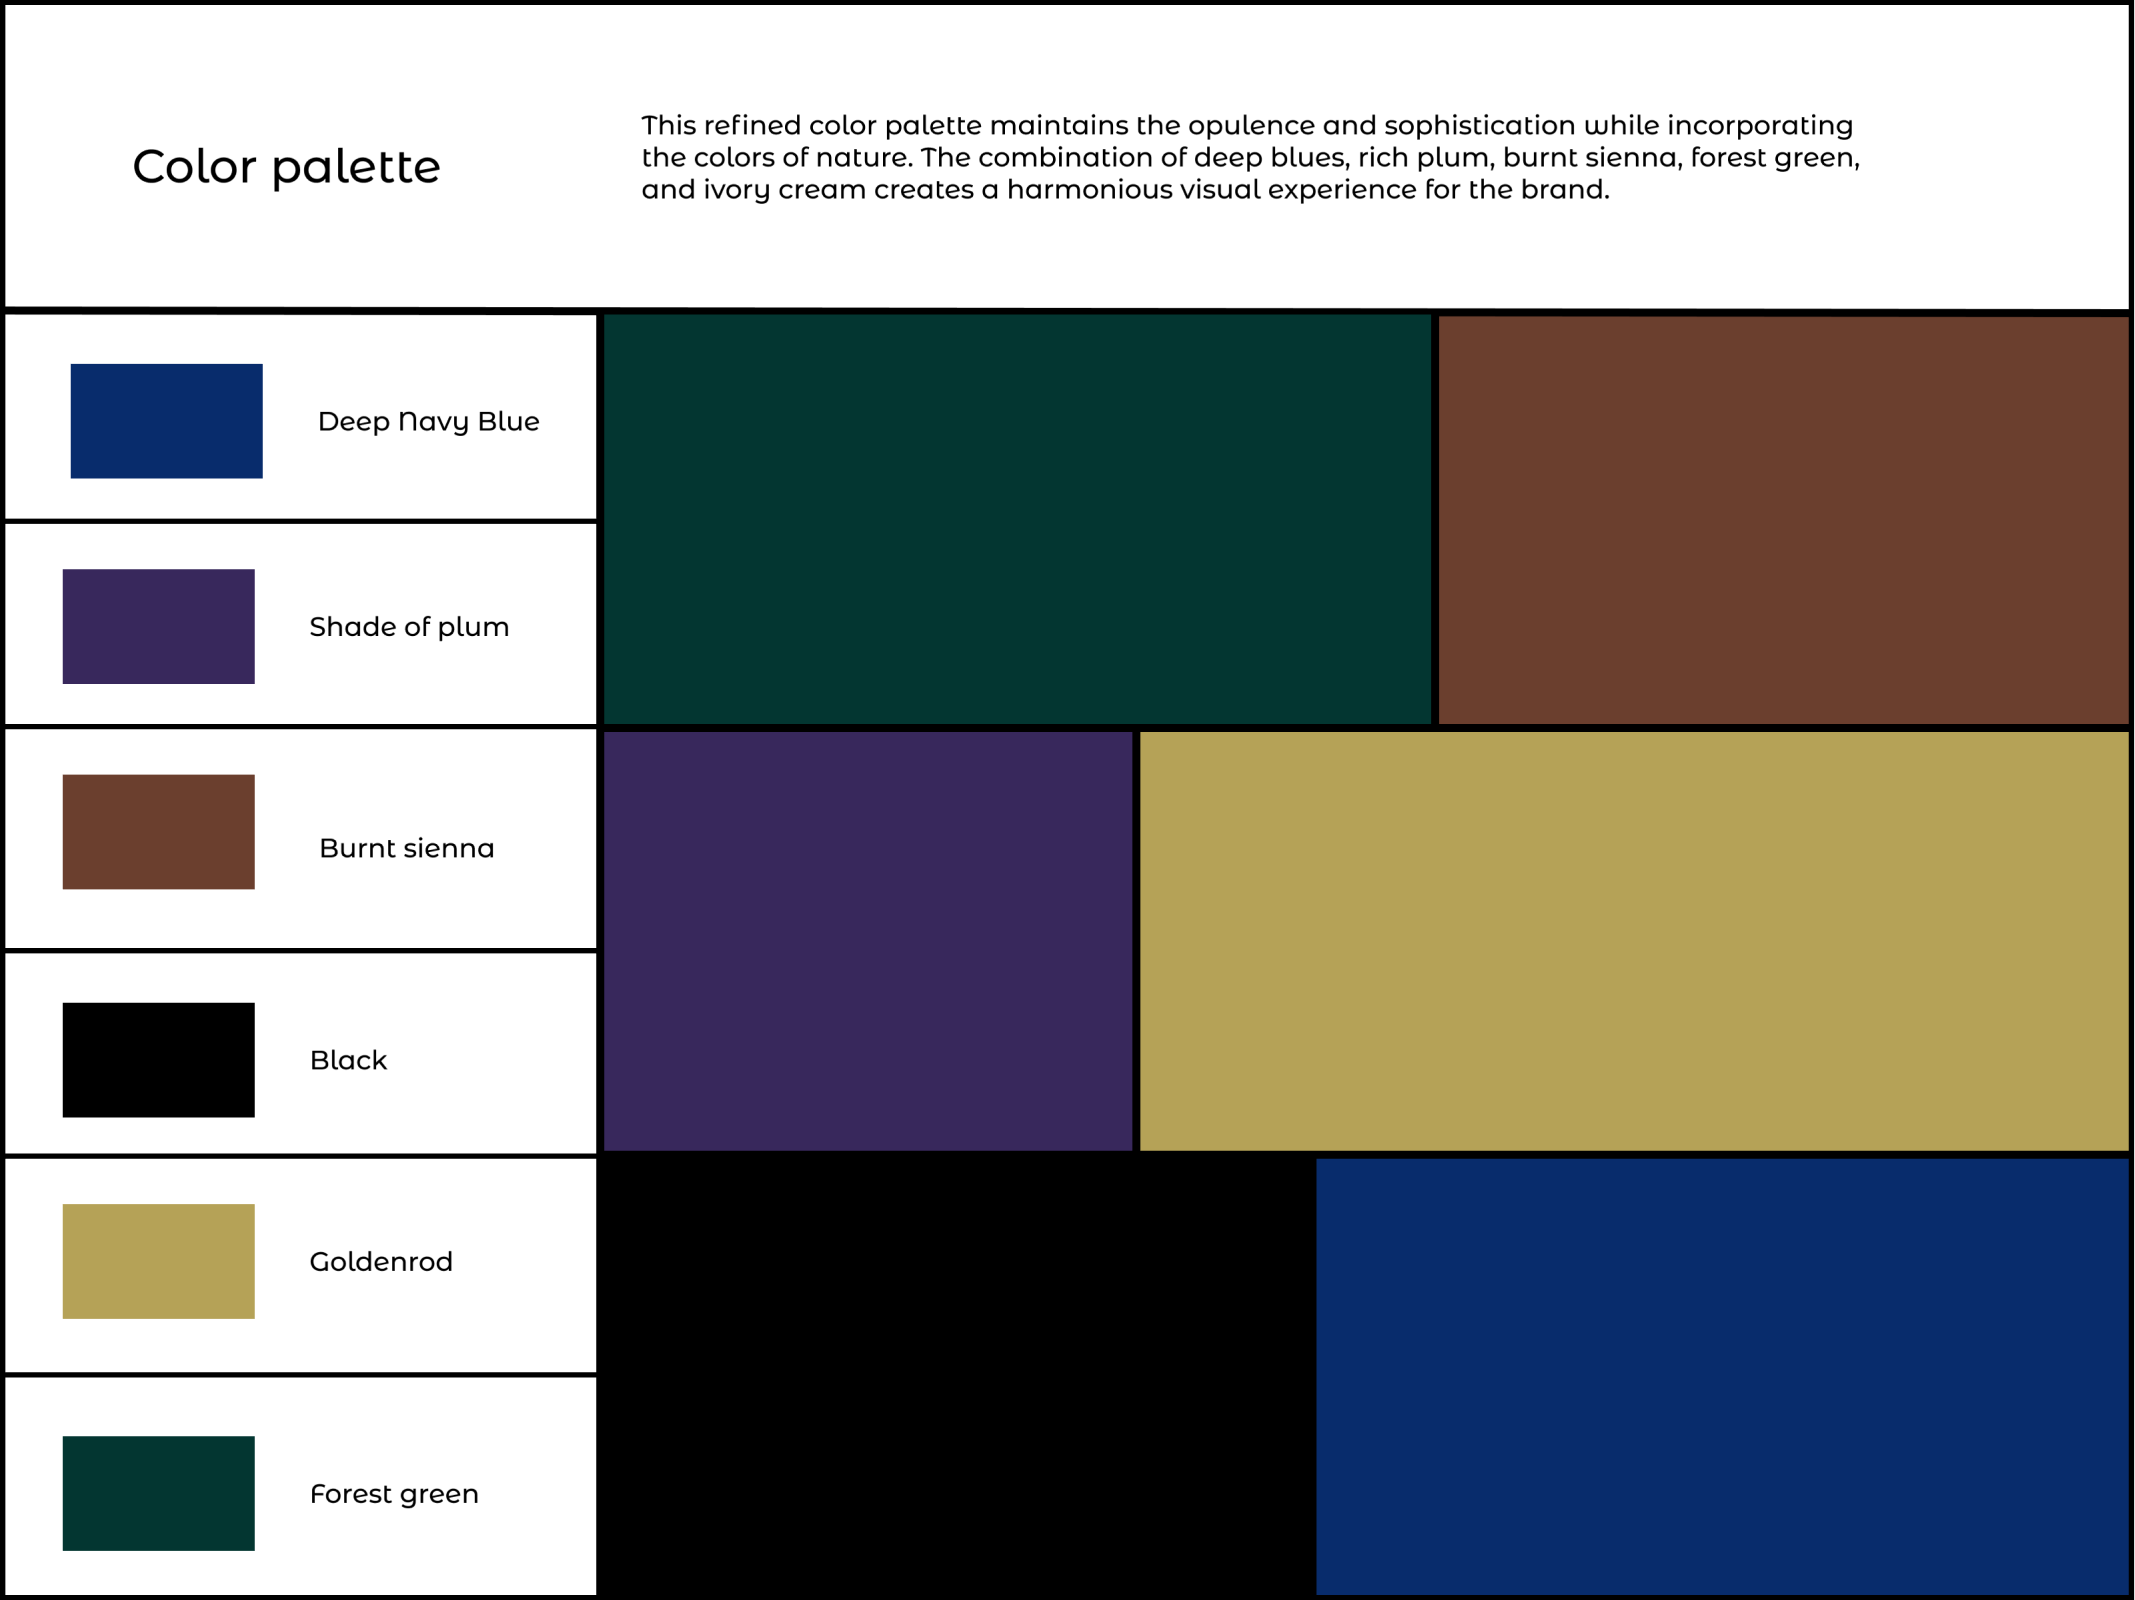 Color palette
This refined color palette maintains the opulence and sophistication while incorporating
the colors of nature. The combination of deep blues, rich plum, burnt sienna, forest green,
and ivory cream creates a harmonious visual experience for the brand.
Deep Navy Blue
Shade of plum
Burnt sienna
Black
Goldenrod
Forest green